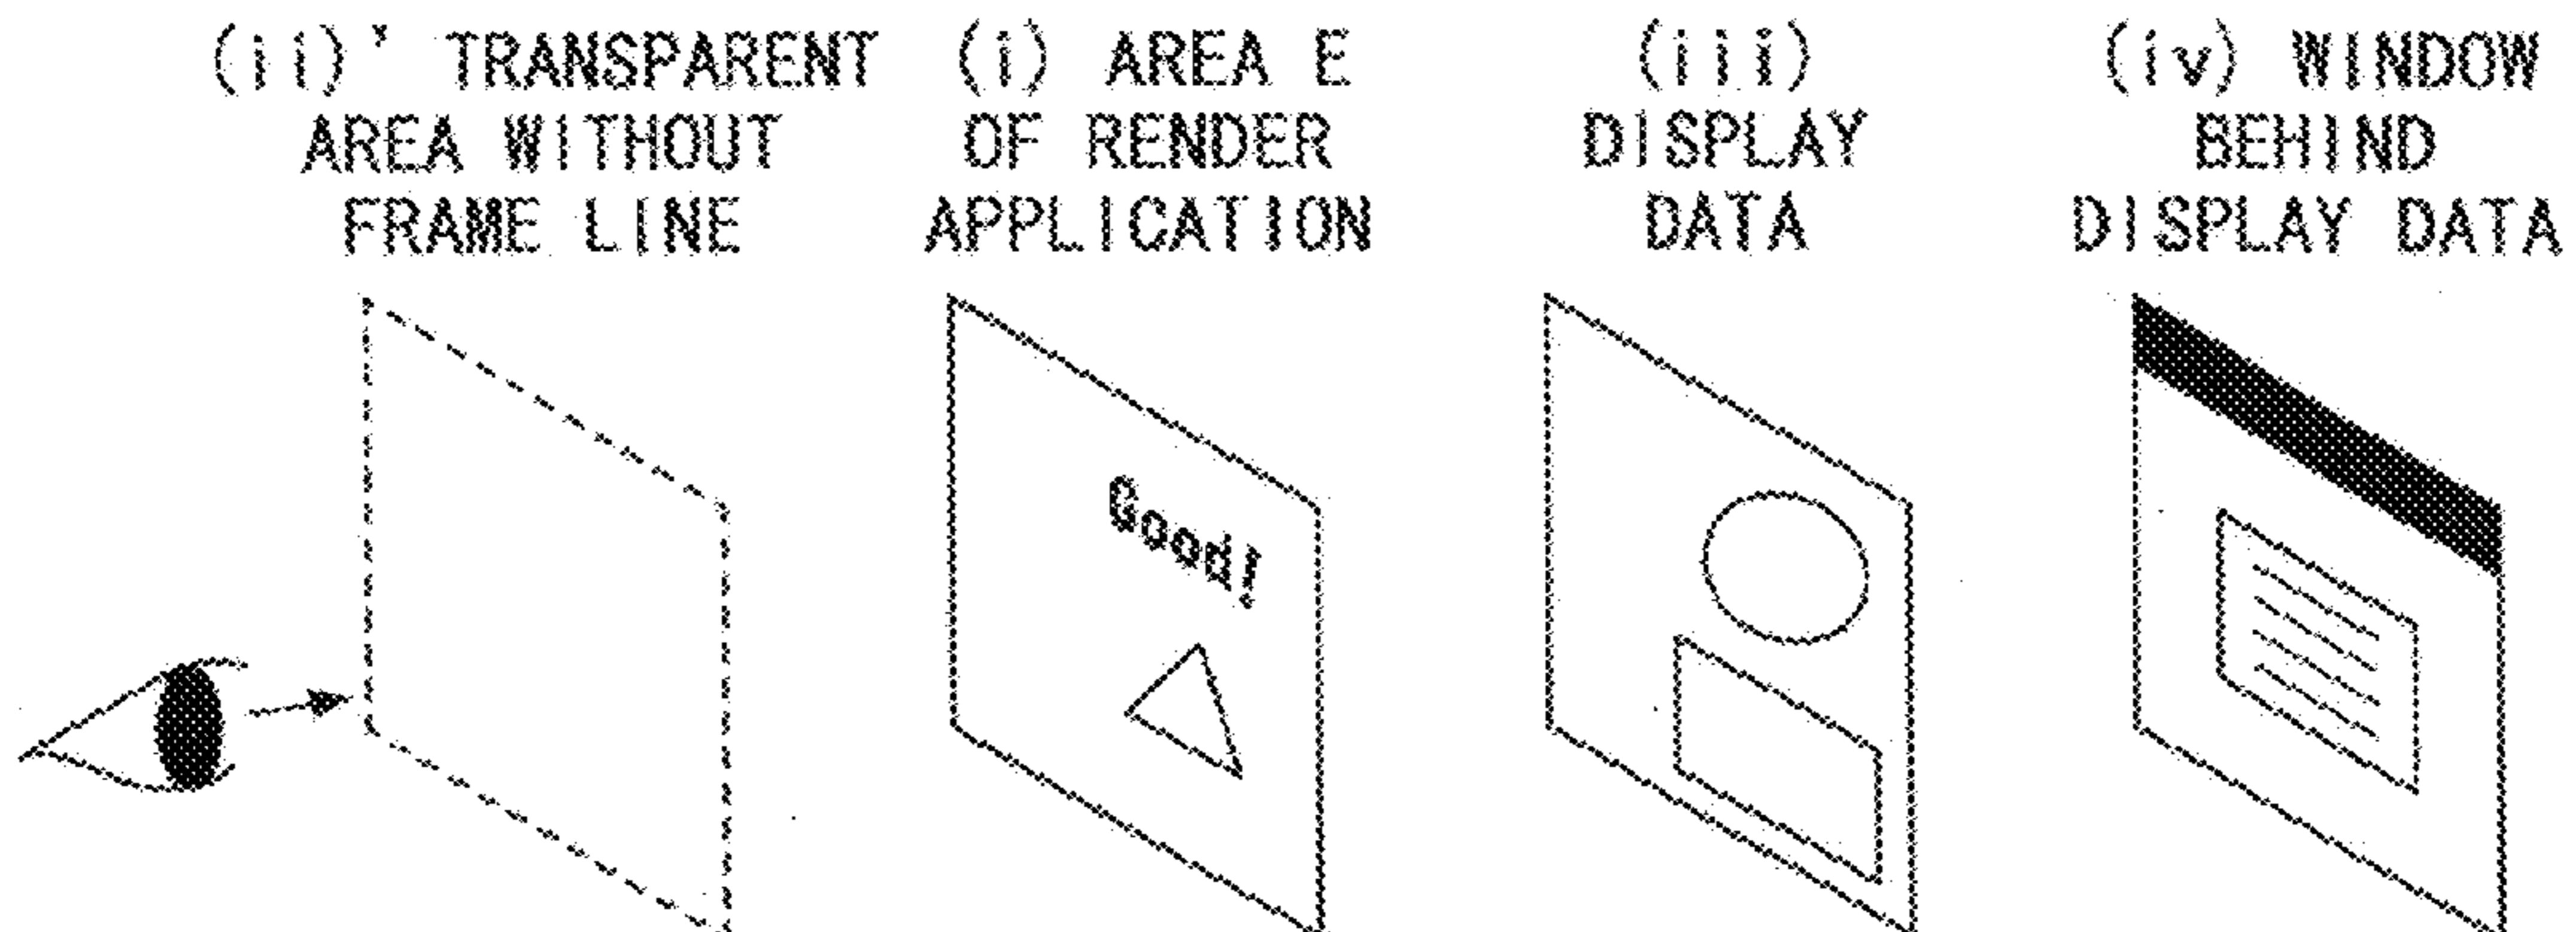 (ii)' TRANSPARENT
AREA WITHOUT
FRAME LINE
(i) AREA E
OF RENDER
APPLICATION
(iii)
DISPLAY
DATA
(iv) WINDOW
BEHIND
DISPLAY DATA
Good!